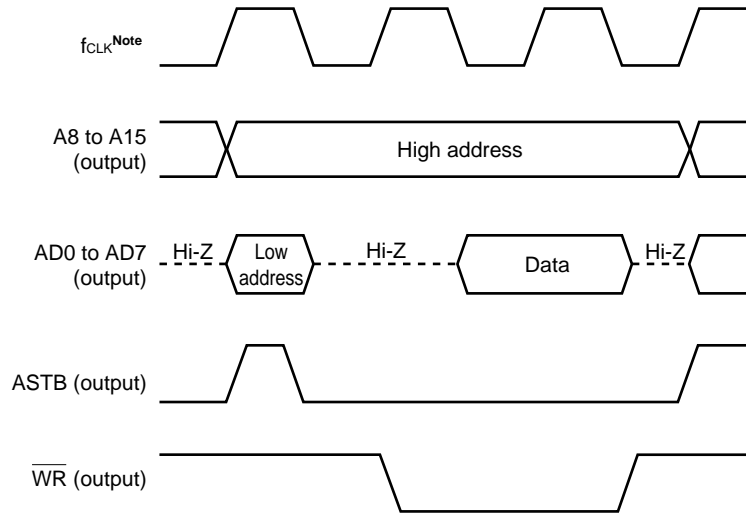 fCLKNote
A8 to A15
(output)
High address
AD0 to AD7
(output)
Hi-Z
Low
address
Hi-Z
Data
Hi-Z
ASTB (output)
WR (output)